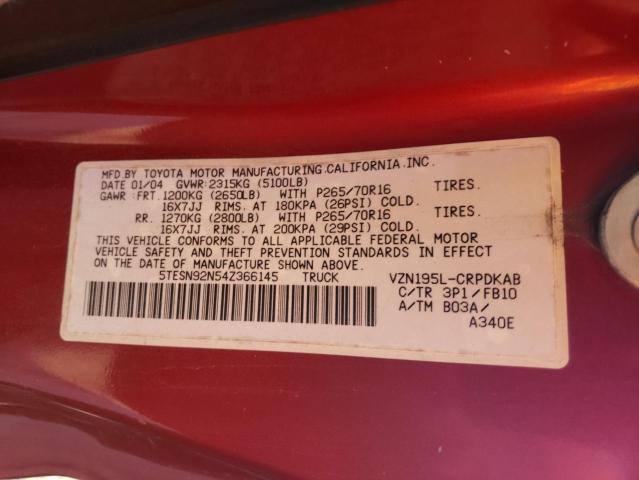 MFD.BY TOYOTA MOTOR MANUFACTURING.CALIFORNIA.INC.
DATE 01/04 GVWR:2315KG (5100LB)
GAWR: FRT. 1200KG (2650LB) WITH P265/70R16 TIRES.
16X7JJ RIMS. AT 180KPA (26PSI) COLD.
RR. 1270KG (2800LB) WITH P265/70R16 TIRES.
16X7JJ RIMS. AT 200KPA (29PSI) COLD.
THIS VEHICLE CONFORMS TO ALL APPLICABLE FEDERAL MOTOR
VEHICLE SAFETY AND THEFT PREVENTION STANDARDS IN EFFECT
ON THE DATE OF MANUFACTURE SHOWN ABOVE.
5TESN92N54Z366145 TRUCK VZN195L-CRPDKAB
C/TR 3P1/FB10
A/TM B03A/
A340E